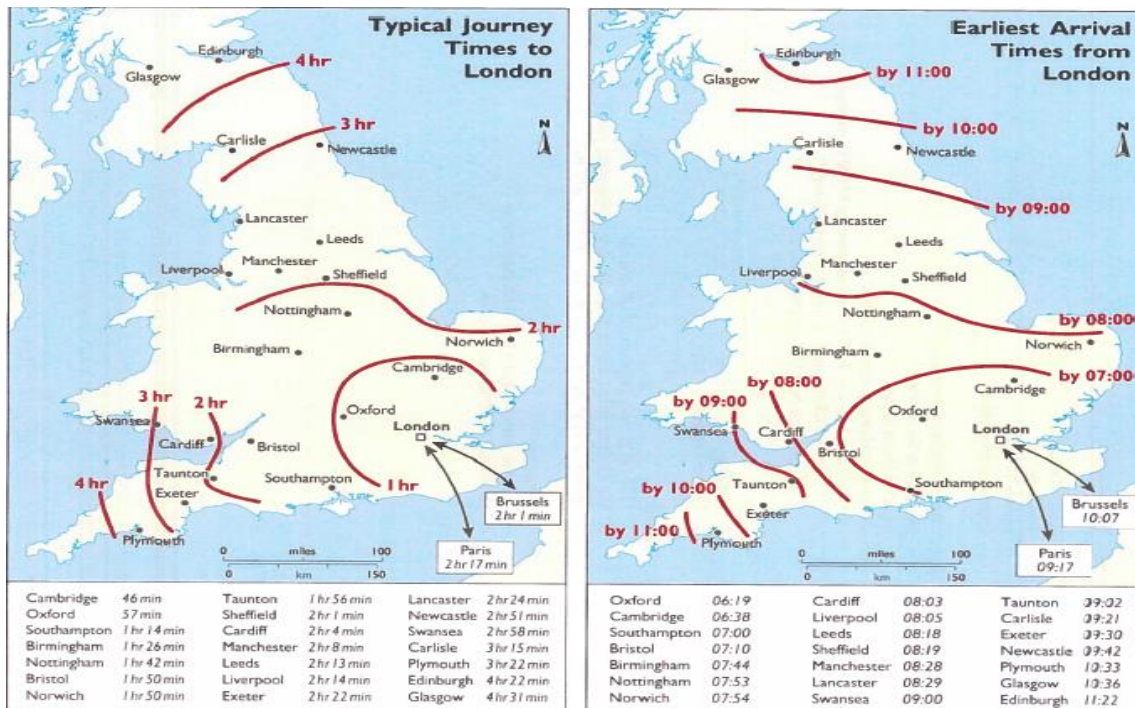 Typical Journey
Times to
London
Edinburgh
4 hr
Glasgow
3 hr
Carlisle
Newcastle
N
Lancaster
Leeds
Manchester
Liverpool
Sheffield
Nottingham
2 hr
Norwich
Birmingham
Cambridge
3 hr
2 hr
Swansea
Oxford
London
Cardiff
Bristol
Taunton
Southampton
4 hr
1 hr
Exeter
Brussels
2 hr 1 min
Plymouth
Paris
2 hr 17 min
0 miles 100
0 km 150
Cambridge 46 min Taunton 1 hr 56 min Lancaster 2 hr 24 min
Oxford 57 min Sheffield 2 hr 1 min Newcastle 2 hr 51 min
Southampton 1 hr 14 min Cardiff 2 hr 4 min Swansea 2 hr 58 min
Birmingham 1 hr 26 min Manchester 2 hr 8 min Carlisle 3 hr 15 min
Nottingham 1 hr 42 min Leeds 2 hr 13 min Plymouth 3 hr 22 min
Bristol 1 hr 50 min Liverpool 2 hr 14 min Edinburgh 4 hr 22 min
Norwich 1 hr 50 min Exeter 2 hr 22 min Glasgow 4 hr 31 min
Earliest Arrival
Times from
London
Edinburgh
Glasgow
by 11:00
by 10:00
Carlisle
Newcastle
N
by 09:00
Lancaster
Leeds
Manchester
Liverpool
Sheffield
Nottingham
by 08:00
Norwich
Birmingham
by 07:00
by 08:00
Cambridge
by 09:00
Oxford
Swansea
Cardiff
London
Bristol
Taunton
by 10:00
Southampton
Exeter
Brussels
10:07
by 11:00
Plymouth
Paris
09:17
0 miles 100
0 km 150
Oxford 06:19 Cardiff 08:03 Taunton 09:02
Cambridge 06:38 Liverpool 08:05 Carlisle 09:21
Southampton 07:00 Leeds 08:18 Exeter 09:30
Bristol 07:10 Sheffield 08:19 Newcastle 09:42
Birmingham 07:44 Manchester 08:28 Plymouth 10:33
Nottingham 07:53 Lancaster 08:29 Glasgow 10:36
Norwich 07:54 Swansea 09:00 Edinburgh 11:22